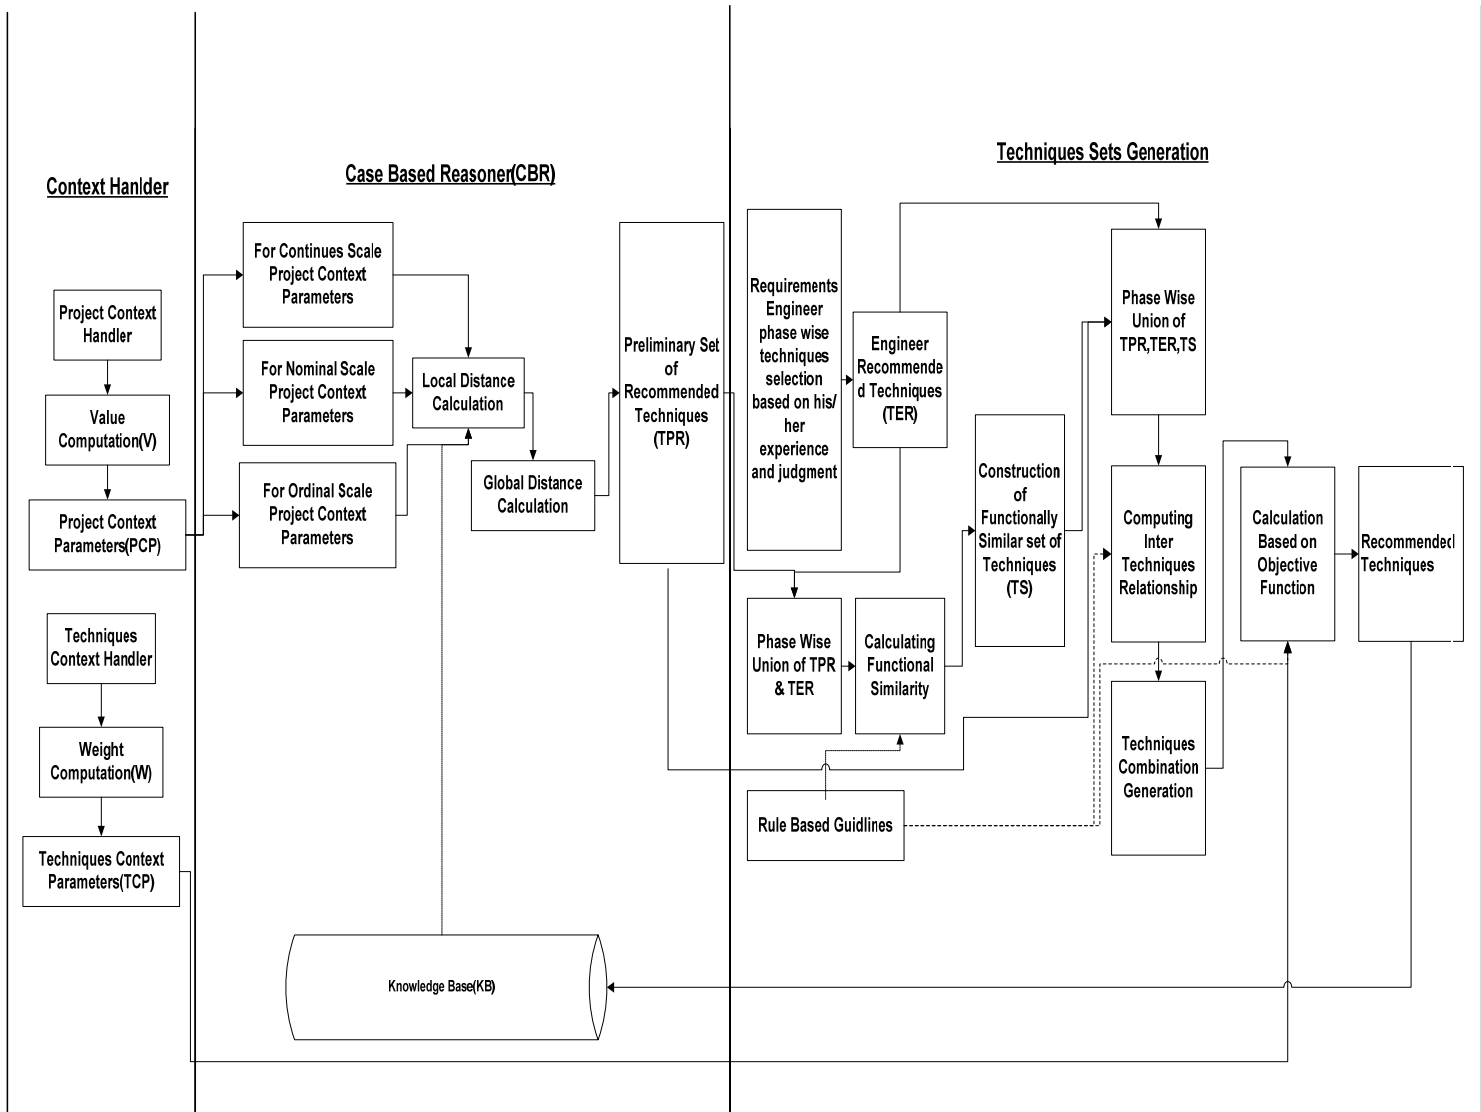 Context Hanlder
Project Context
Handler
Value
Computation(V)
Project Context
Parameters(PCP)
Techniques
Context Handler
Weight
Computation(W)
Techniques Context
Parameters(TCP)
Case Based Reasoner(CBR)
For Continues Scale
Project Context
Parameters
For Nominal Scale
Project Context
Parameters
For Ordinal Scale
Project Context
Parameters
Local Distance
Calculation
Global Distance
Calculation
Preliminary Set
of
Recommended
Techniques
(TPR)
Knowledge Base(KB)
Techniques Sets Generation
Requirements
Engineer
phase wise
techniques
selection
based on his/
her
experience
and judgment
Engineer
Recommende
d Techniques
(TER)
Phase Wise
Union of TPR
& TER
Calculating
Functional
Similarity
Rule Based Guidlines
Construction
of
Functionally
Similar set of
Techniques
(TS)
Phase Wise
Union of
TPR,TER,TS
Computing
Inter
Techniques
Relationship
Techniques
Combination
Generation
Calculation
Based on
Objective
Function
Recommended
Techniques